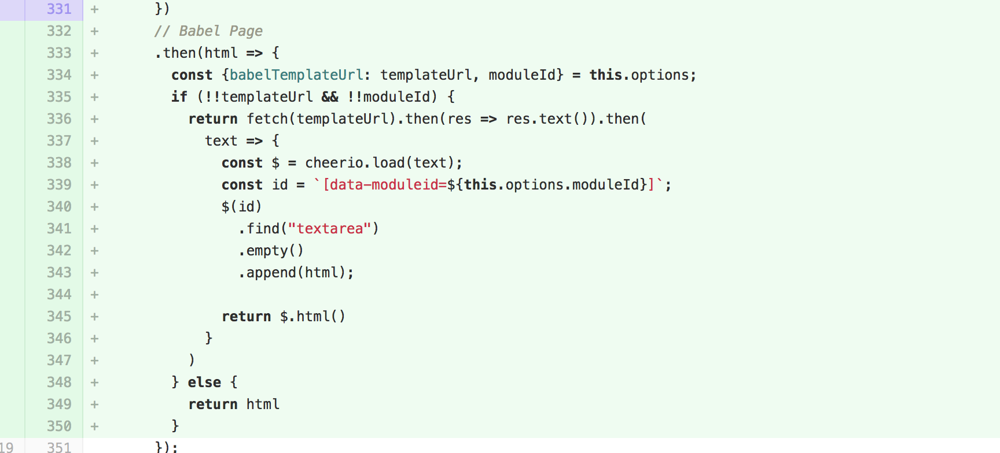 331 + })
332 + // Babel Page
333 + .then(html => {
334 + const {babelTemplateUrl: templateUrl, moduleId} = this.options;
335 + if (!!templateUrl && !!moduleId) {
336 + return fetch(templateUrl).then(res => res.text()).then(
337 + text => {
338 + const $ = cheerio.load(text);
339 + const id = `[data-moduleid=${this.options.moduleId}]`;
340 + $(id)
341 + .find("textarea")
342 + .empty()
343 + .append(html);
344 +
345 + return $.html()
346 + }
347 + )
348 + } else {
349 + return html
350 + }
19 351 });